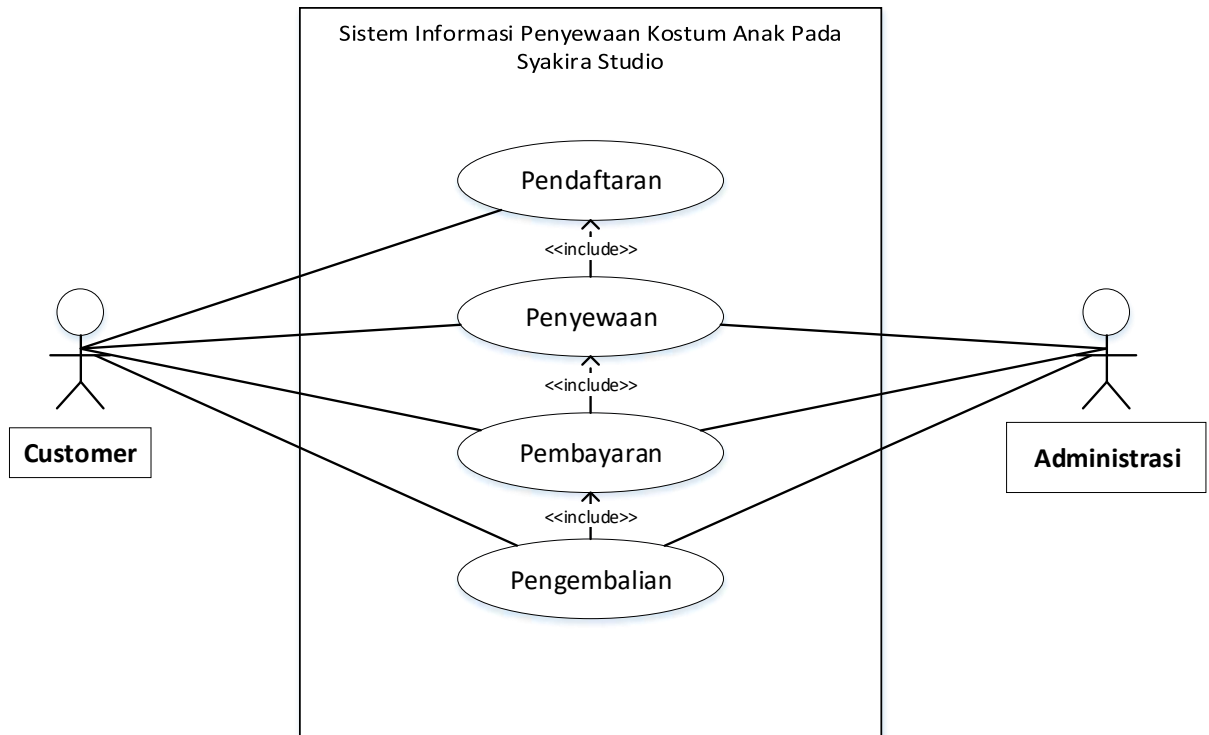 Sistem Informasi Penyewaan Kostum Anak Pada
Syakira Studio
Pendaftaran
<<include>>
Penyewaan
<<include>>
Customer
Pembayaran
Administrasi
<<include>>
Pengembalian